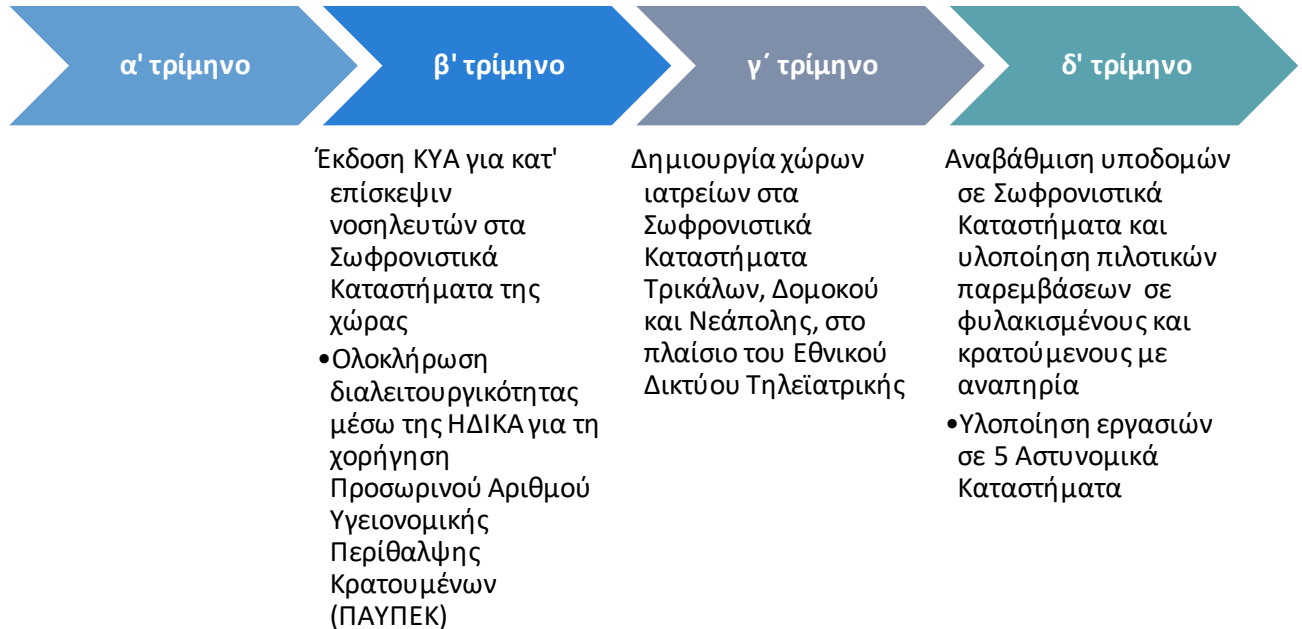 α' τρίμηνο
β' τρίμηνο
γ΄ τρίμηνο
δ' τρίμηνο
Έκδοση ΚΥΑ για κατ'
επίσκεψιν
νοσηλευτών στα
Σωφρονιστικά
Καταστήματα της
χώρας
•Ολοκλήρωση
διαλειτουργικότητας
μέσω της ΗΔΙΚΑ για τη
χορήγηση
Προσωρινού Αριθμού
Υγειονομικής
Περίθαλψης
Κρατουμένων
(ΠΑΥΠΕΚ)
Δημιουργία χώρων
ιατρείων στα
Σωφρονιστικά
Καταστήματα
Τρικάλων, Δομοκού
και Νεάπολης, στο
πλαίσιο του Εθνικού
Δικτύου Τηλεϊατρικής
Αναβάθμιση υποδομών
σε Σωφρονιστικά
Καταστήματα και
υλοποίηση πιλοτικών
παρεμβάσεων σε
φυλακισμένους και
κρατούμενους με
αναπηρία
•Υλοποίηση εργασιών
σε 5 Αστυνομικά
Καταστήματα